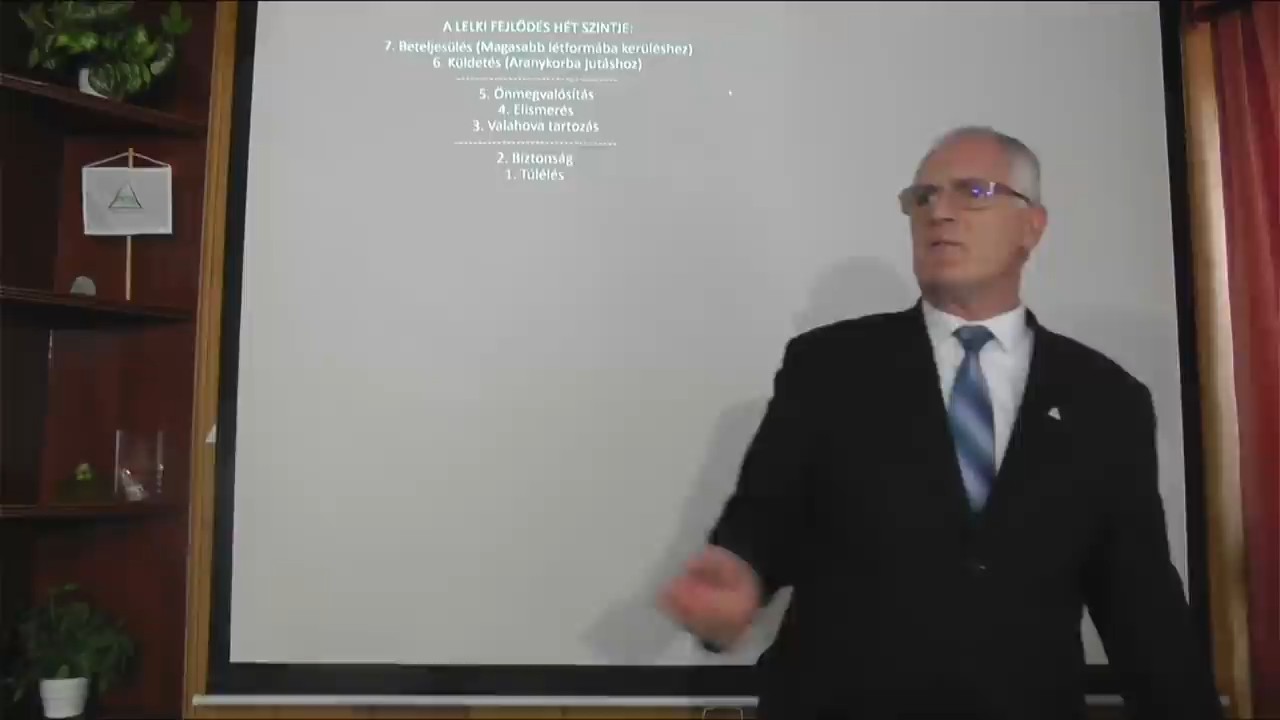 A LELKI FEJLŐDÉS HÉT SZINTJE:
7. Beteljesülés (Magasabb létformába kerüléshez)
6. Küldetés (Aranykorba jutáshoz)
5. Önmegvalósítás
4. Elismerés
3. Valahova tartozás
2. Biztonság
1. Túlélés